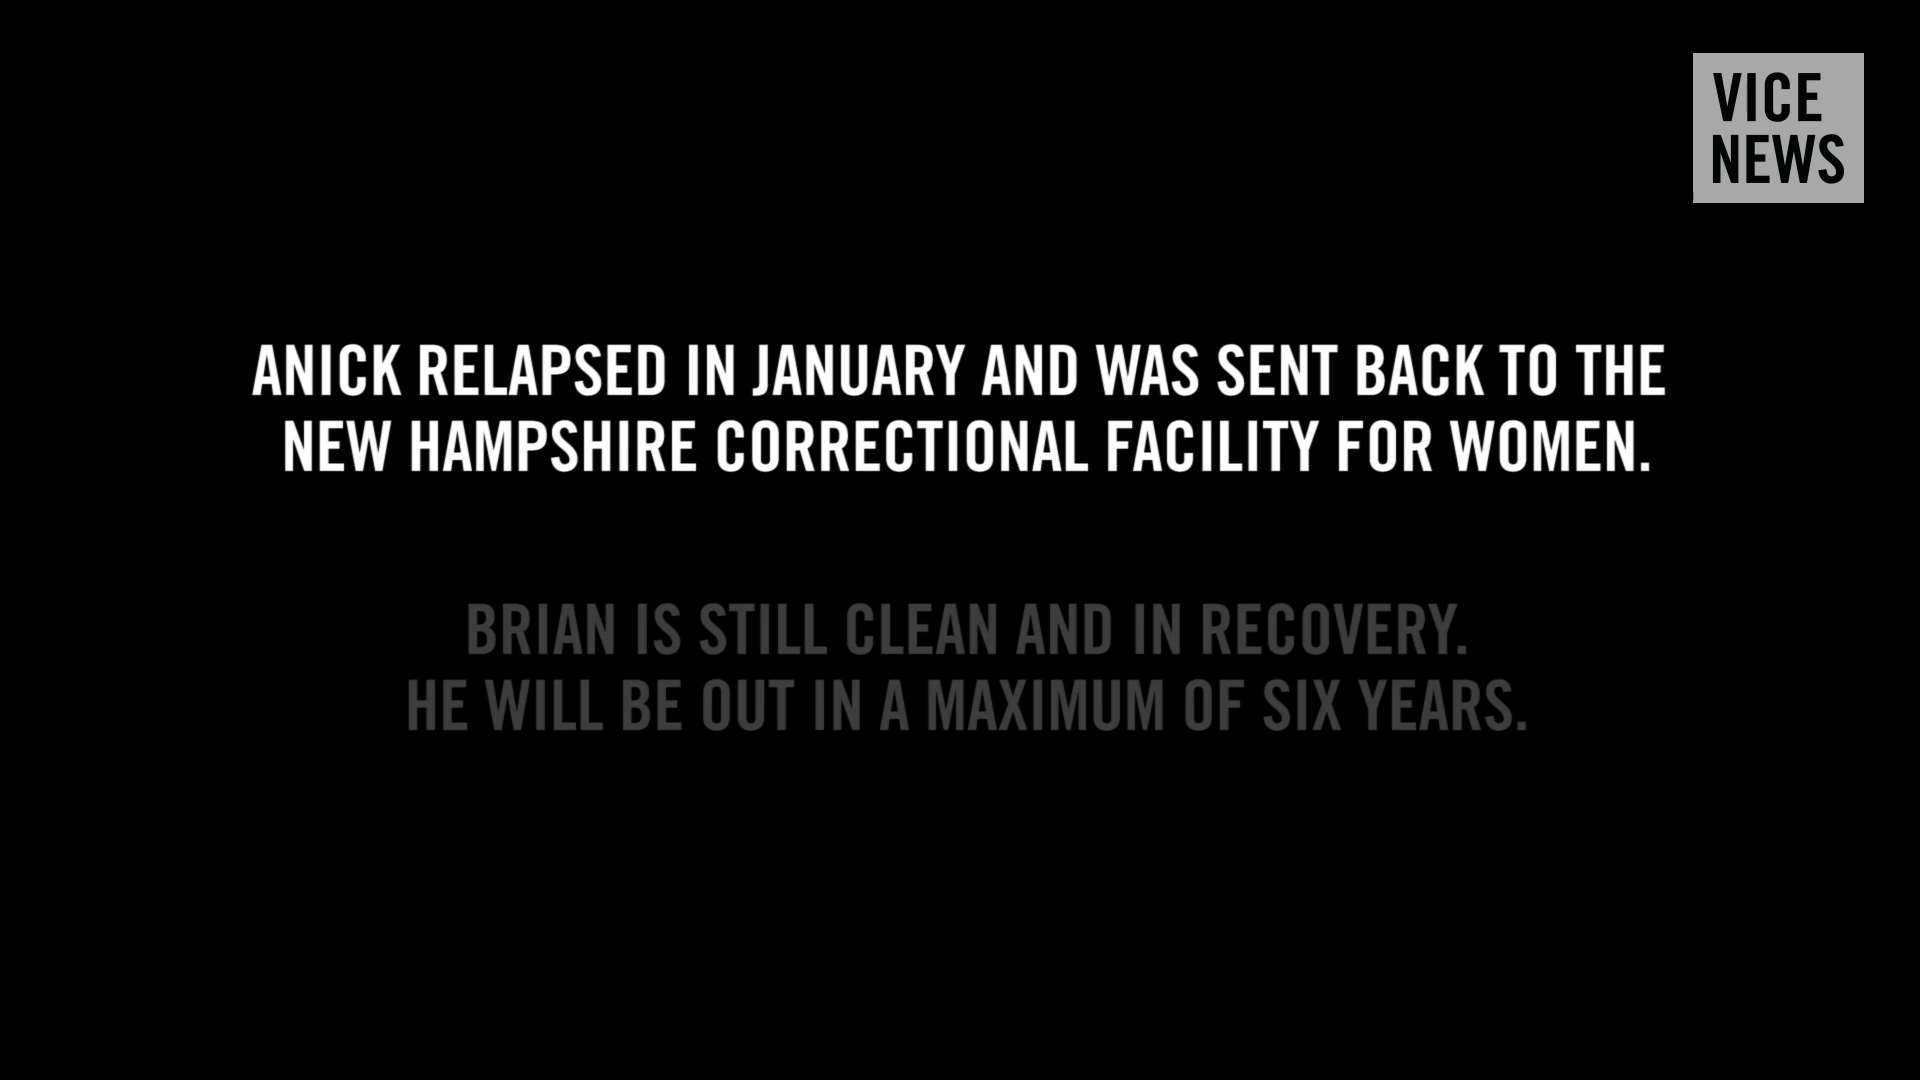 VICE
NEWS
ANICK RELAPSED IN JANUARY AND WAS SENT BACK TO THE
NEW HAMPSHIRE CORRECTIONAL FACILITY FOR WOMEN.
BRIAN IS STILL CLEAN AND IN RECOVERY.
HE WILL BE OUT IN A MAXIMUM OF SIX YEARS.